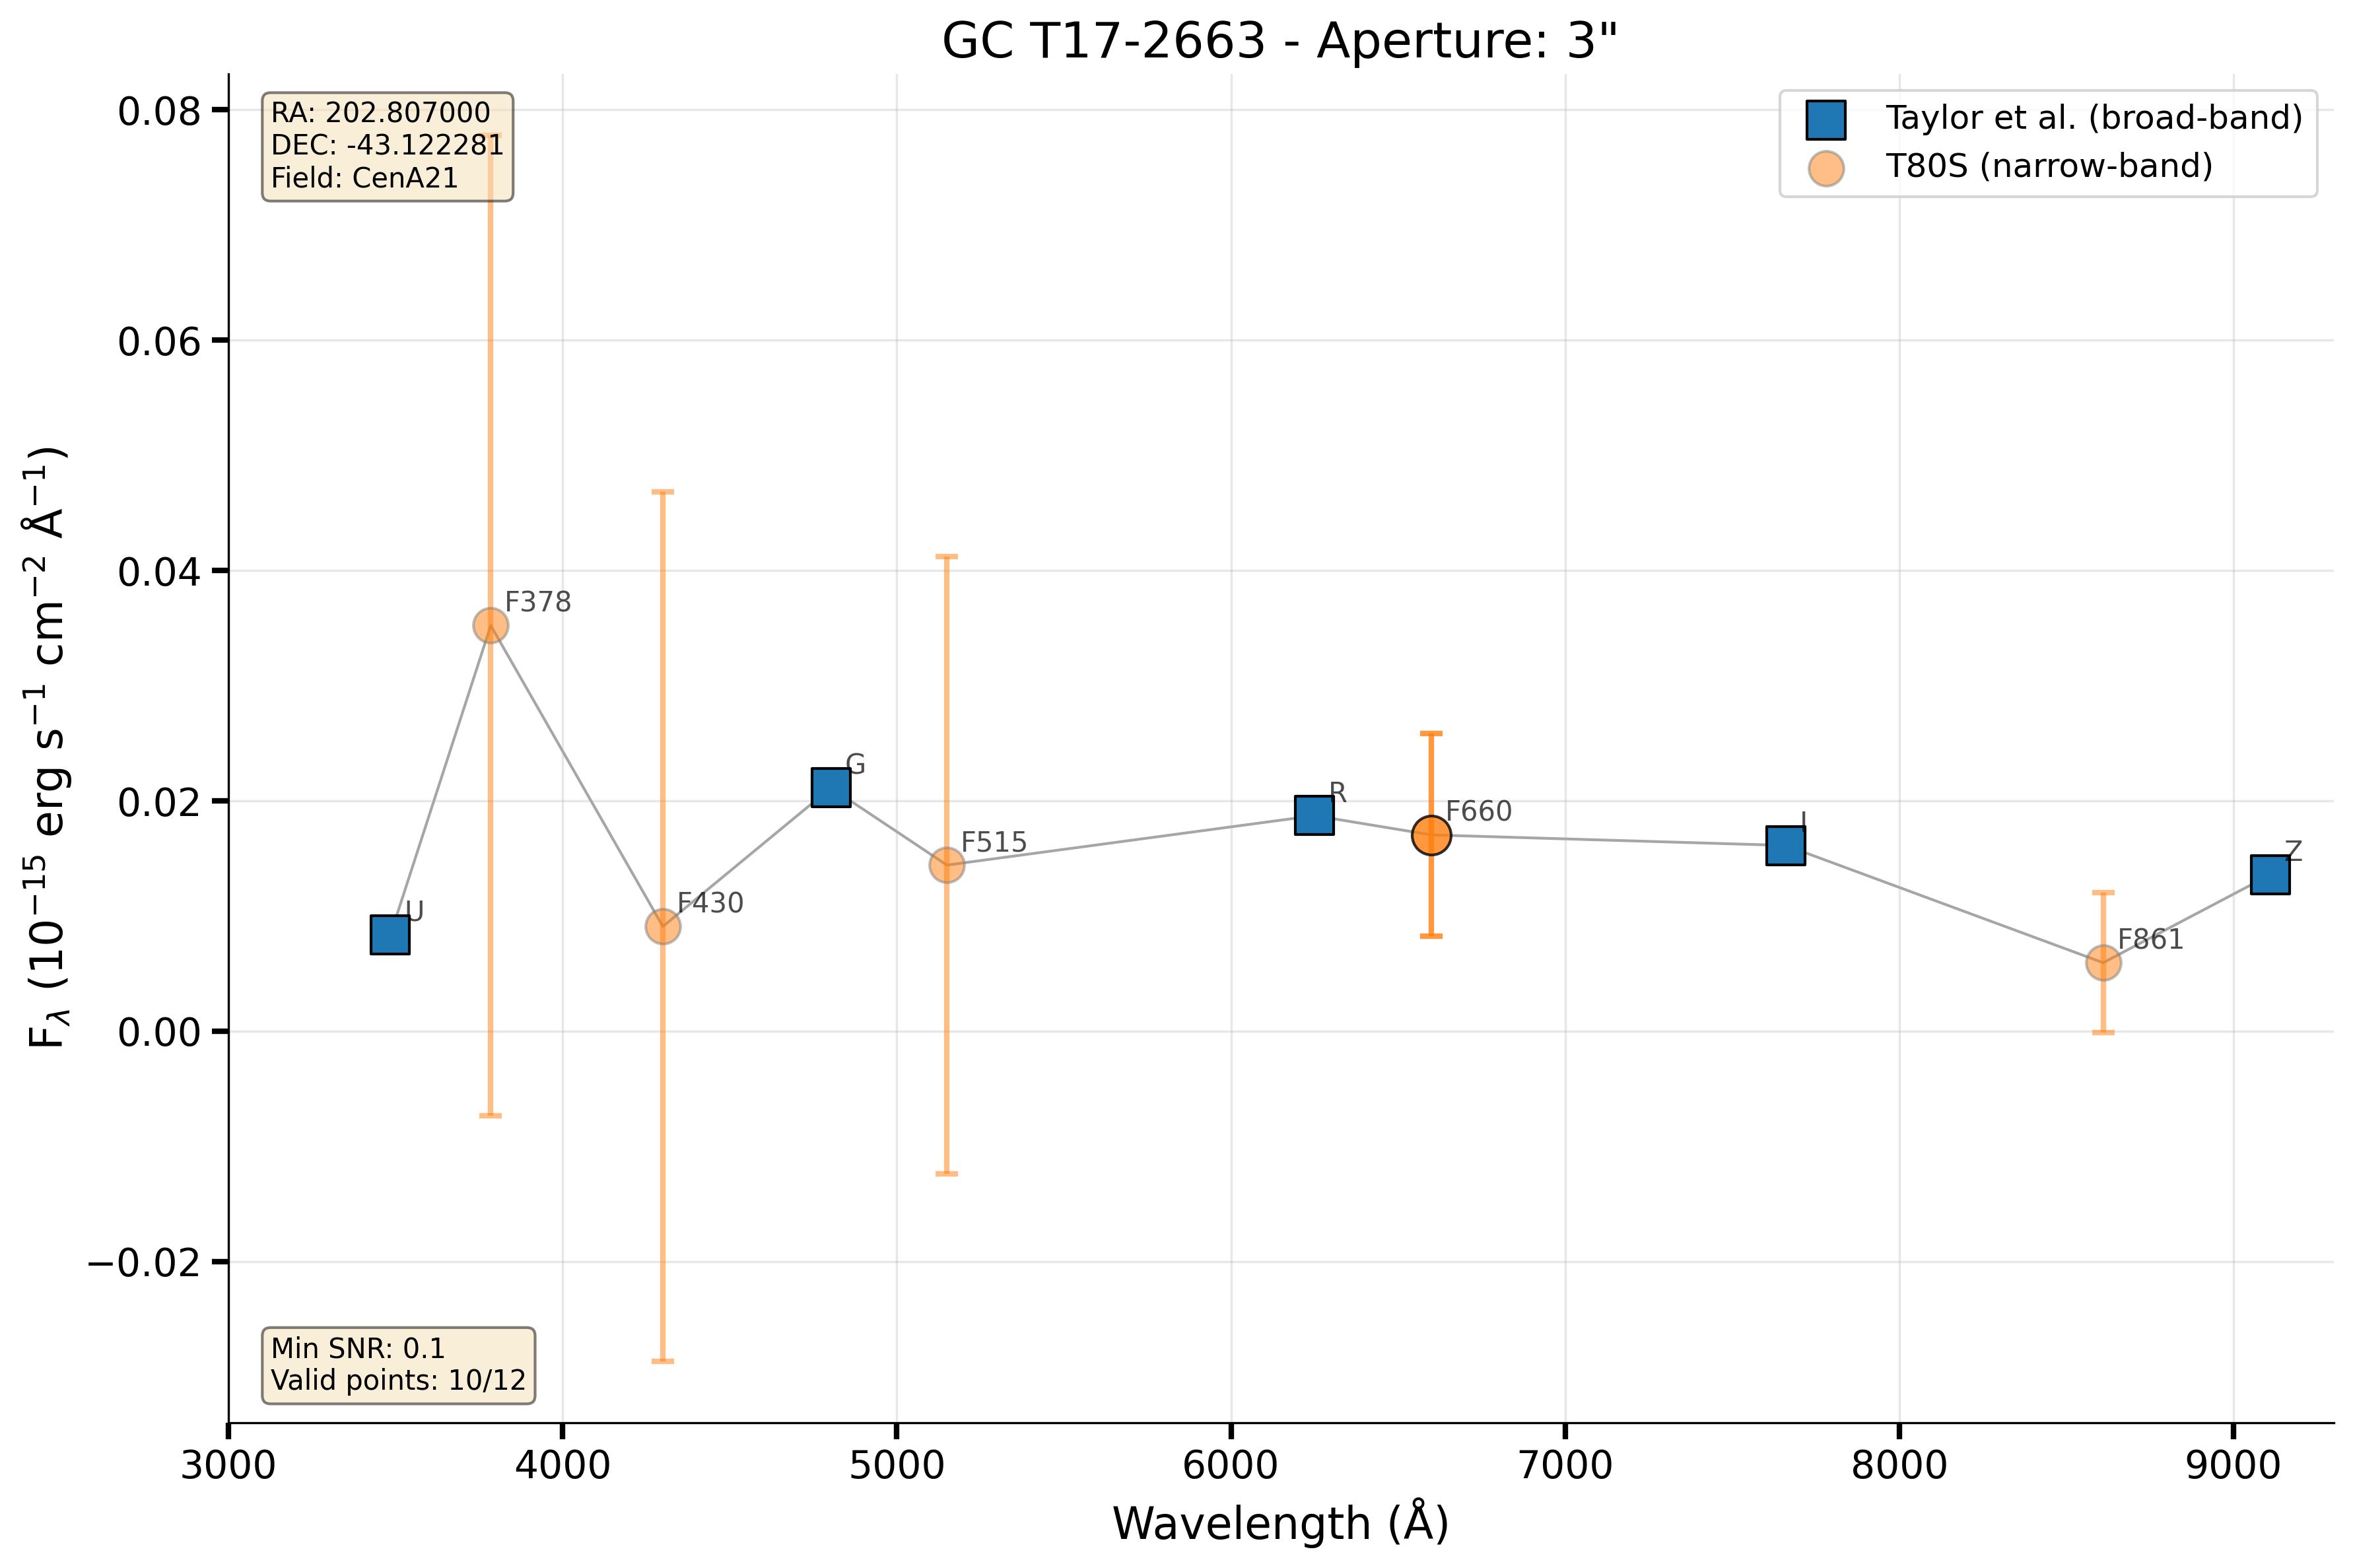 GC T17-2663 - Aperture: 3"
RA: 202.807000
DEC: -43.122281
Field: CenA21
Taylor et al. (broad-band)
T80S (narrow-band)
0.08
0.06
0.04
0.02
0.00
−0.02
F378
G
R
F660
I
F515
Z
U
F430
F861
Min SNR: 0.1
Valid points: 10/12
3000 4000 5000 6000 7000 8000 9000
Wavelength (Å)
Fλ (10⁻¹⁵ erg s⁻¹ cm⁻² Å⁻¹)